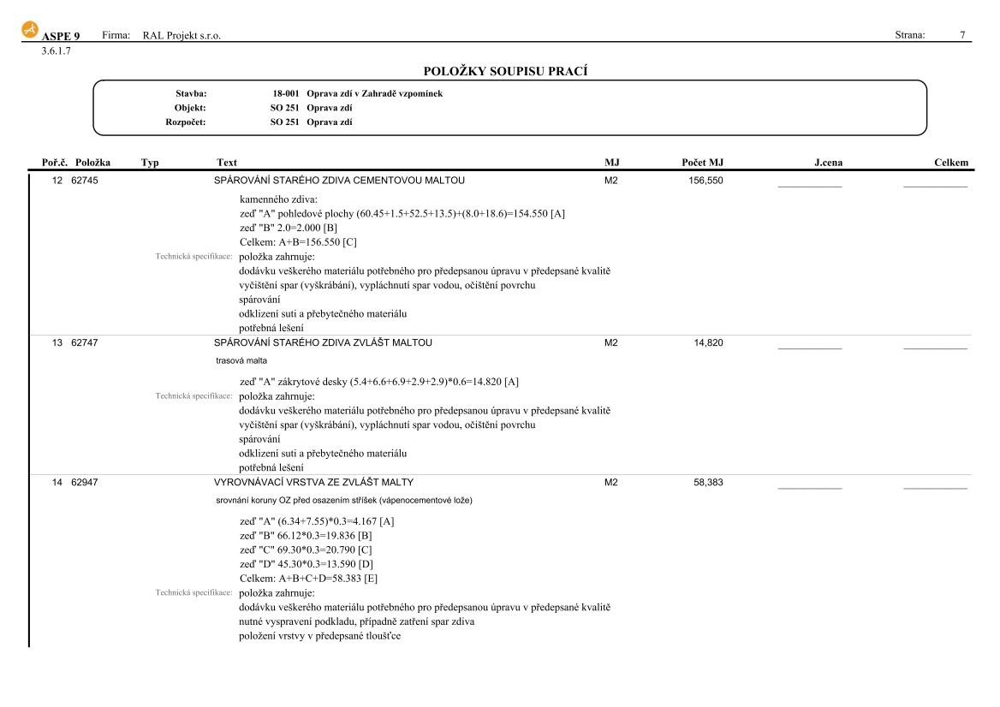 ASPE 9 Firma: RAL Projekt s.r.o. Strana: 7
3.6.1.7
POLOŽKY SOUPISU PRACÍ
Stavba: 18-001 Oprava zdí v Zahradě vzpomínek
Objekt: SO 251 Oprava zdí
Rozpočet: SO 251 Oprava zdí
Poř.č. Položka Typ Text MJ Počet MJ J.cena Celkem
12 62745 SPÁROVÁNÍ STARÉHO ZDIVA CEMENTOVOU MALTOU M2 156,550
kamenného zdiva:
zeď "A" pohledové plochy (60.45+1.5+52.5+13.5)+(8.0+18.6)=154.550 [A]
zeď "B" 2.0=2.000 [B]
Celkem: A+B=156.550 [C]
Technická specifikace: položka zahrnuje:
dodávku veškerého materiálu potřebného pro předepsanou úpravu v předepsané kvalitě
vyčištění spar (vyškrábání), vypláchnutí spar vodou, očištění povrchu
spárování
odklizení suti a přebytečného materiálu
potřebná lešení
13 62747 SPÁROVÁNÍ STARÉHO ZDIVA ZVLÁŠT MALTOU M2 14,820
trasová malta
zeď "A" zákrytové desky (5.4+6.6+6.9+2.9+2.9)*0.6=14.820 [A]
Technická specifikace: položka zahrnuje:
dodávku veškerého materiálu potřebného pro předepsanou úpravu v předepsané kvalitě
vyčištění spar (vyškrábání), vypláchnutí spar vodou, očištění povrchu
spárování
odklizení suti a přebytečného materiálu
potřebná lešení
14 62947 VYROVNÁVACÍ VRSTVA ZE ZVLÁŠT MALTY M2 58,383
srovnání koruny OZ před osazením stříšek (vápenocementové lože)
zeď "A" (6.34+7.55)*0.3=4.167 [A]
zeď "B" 66.12*0.3=19.836 [B]
zeď "C" 69.30*0.3=20.790 [C]
zeď "D" 45.30*0.3=13.590 [D]
Celkem: A+B+C+D=58.383 [E]
Technická specifikace: položka zahrnuje:
dodávku veškerého materiálu potřebného pro předepsanou úpravu v předepsané kvalitě
nutné vyspravení podkladu, případně zatření spar zdiva
položení vrstvy v předepsané tloušťce